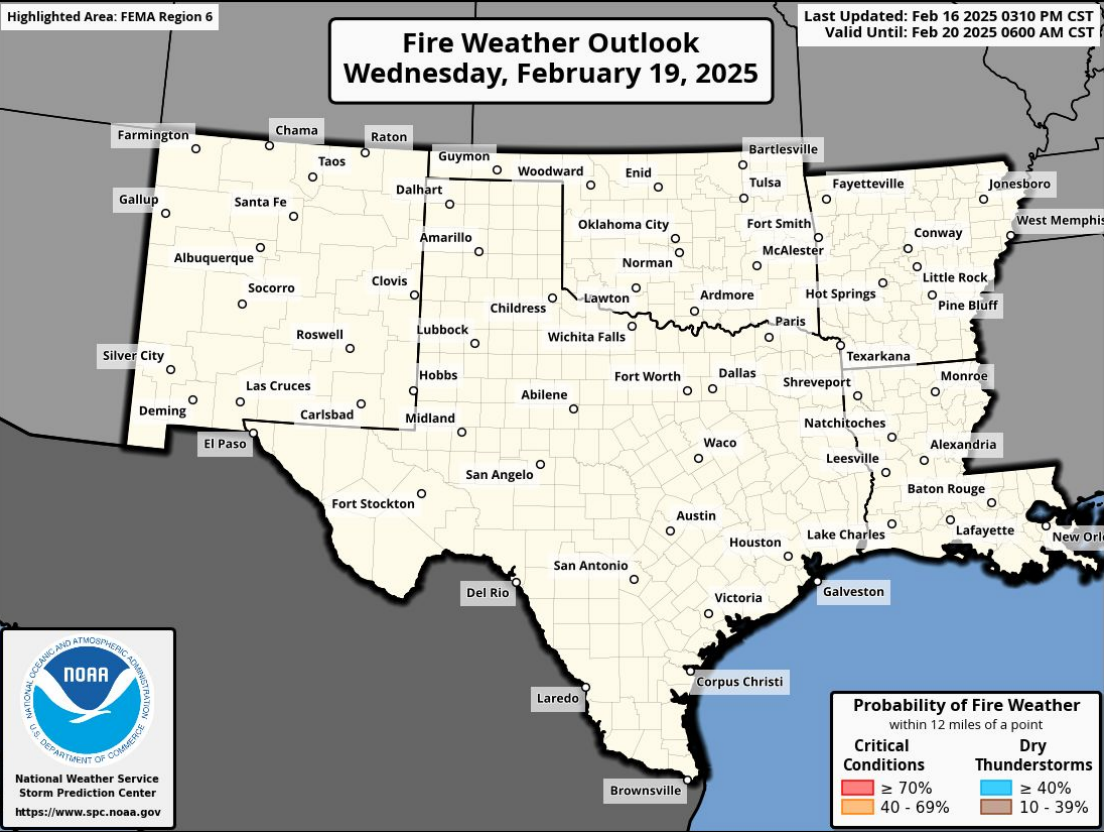 Highlighted Area: FEMA Region 6
Fire Weather Outlook
Wednesday, February 19, 2025
Last Updated: Feb 16 2025 0310 PM CST
Valid Until: Feb 20 2025 0600 AM CST
Farmington
Chama
Raton
Taos
Guymon
Woodward
Enid
Bartlesville
Tulsa
Fayetteville
Jonesboro
Gallup
Santa Fe
Dalhart
West Memphis
Albuquerque
Amarillo
Oklahoma City
Fort Smith
Conway
Norman
McAlester
Socorro
Clovis
Childress
Lawton
Ardmore
Hot Springs
Little Rock
Pine Bluff
Roswell
Lubbock
Wichita Falls
Paris
Silver City
Texarkana
Las Cruces
Hobbs
Fort Worth
Dallas
Shreveport
Monroe
Deming
Carlsbad
Midland
Abilene
Natchitoches
El Paso
Waco
Alexandria
San Angelo
Leesville
Fort Stockton
Baton Rouge
Austin
Houston
Lake Charles
Lafayette
New Orl
San Antonio
Del Rio
Victoria
Galveston
Laredo
Corpus Christi
Brownsville
NATIONAL OCEANIC AND ATMOSPHERIC ADMINISTRATION
NOAA
U.S. DEPARTMENT OF COMMERCE
National Weather Service
Storm Prediction Center
https://www.spc.noaa.gov
Probability of Fire Weather
within 12 miles of a point
Critical Conditions
≥ 70%
40 - 69%
Dry Thunderstorms
≥ 40%
10 - 39%